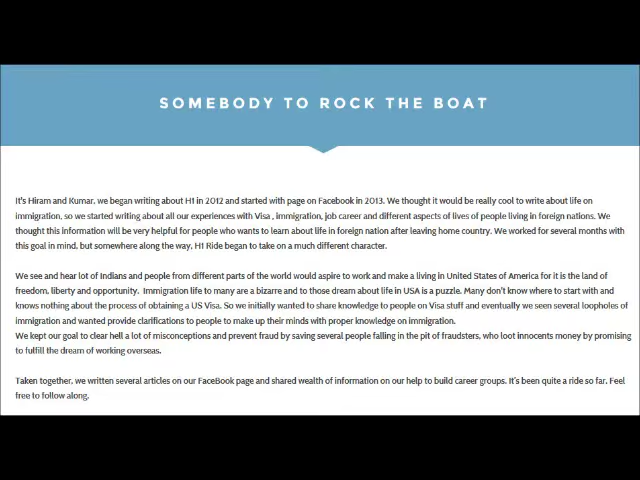 SOMEBODY TO ROCK THE BOAT
It's Hiram and Kumar, we began writing about H1 in 2012 and started with page on Facebook in 2013. We thought it would be really cool to write about life on
immigration, so we started writing about all our experiences with Visa , immigration, job career and different aspects of lives of people living in foreign nations. We
thought this information will be very helpful for people who wants to learn about life in foreign nation after leaving home country. We worked for several months with
this goal in mind, but somewhere along the way, H1 Ride began to take on a much different character.
We see and hear lot of Indians and people from different parts of the world would aspire to work and make a living in United States of America for it is the land of
freedom, liberty and opportunity. Immigration life to many are a bizarre and to those dream about life in USA is a puzzle. Many don't know where to start with and
knows nothing about the process of obtaining a US Visa. So we initially wanted to share knowledge to people on Visa stuff and eventually we seen several loopholes of
immigration and wanted provide clarifications to people to make up their minds with proper knowledge on immigration.
We kept our goal to clear hell a lot of misconceptions and prevent fraud by saving several people falling in the pit of fraudsters, who loot innocents money by promising
to fulfill the dream of working overseas.
Taken together, we written several articles on our FaceBook page and shared wealth of information on our help to build career groups. It's been quite a ride so far. Feel
free to follow along.